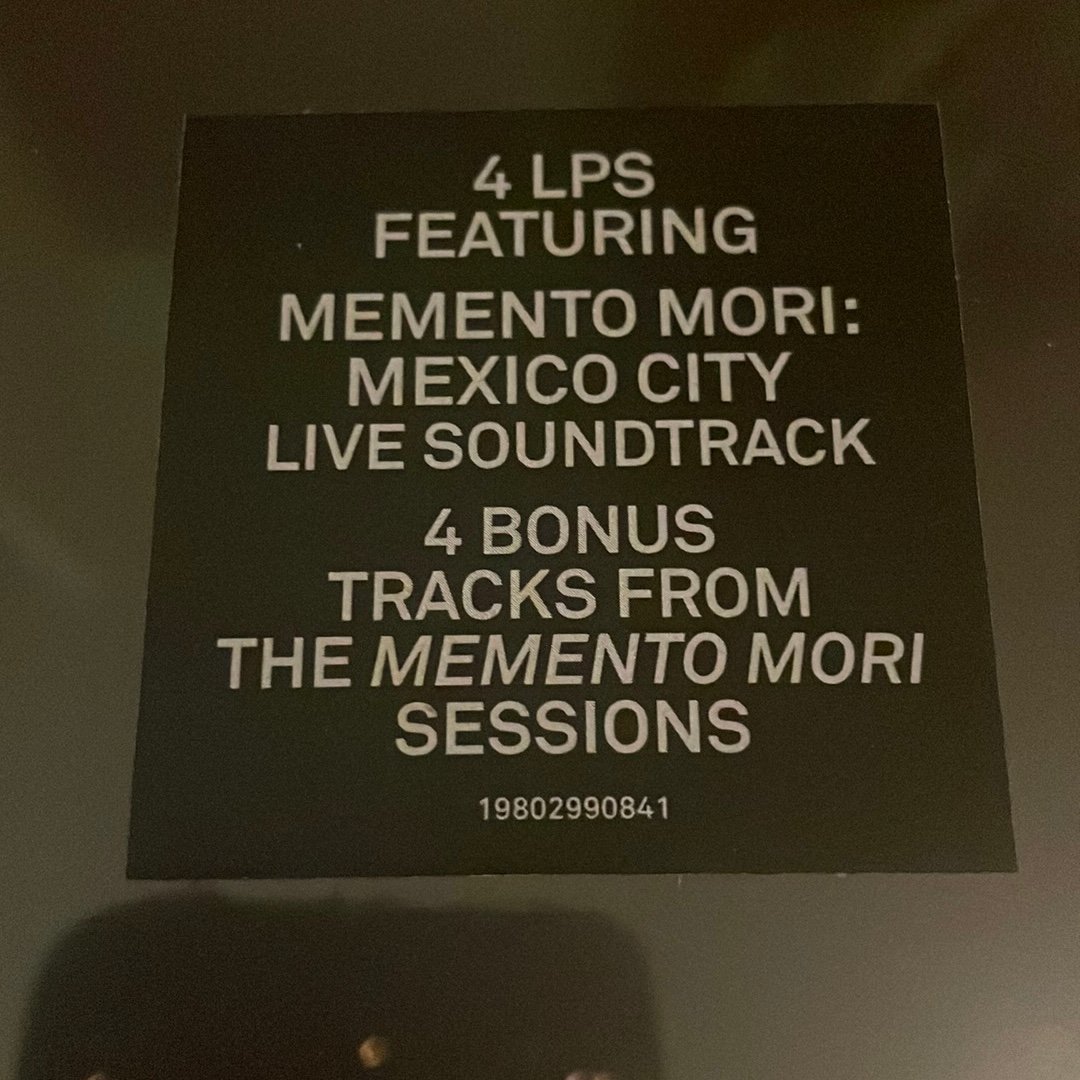 4 LPS
FEATURING
MEMENTO MORI:
MEXICO CITY
LIVE SOUNDTRACK
4 BONUS
TRACKS FROM
THE MEMENTO MORI
SESSIONS
19802990841